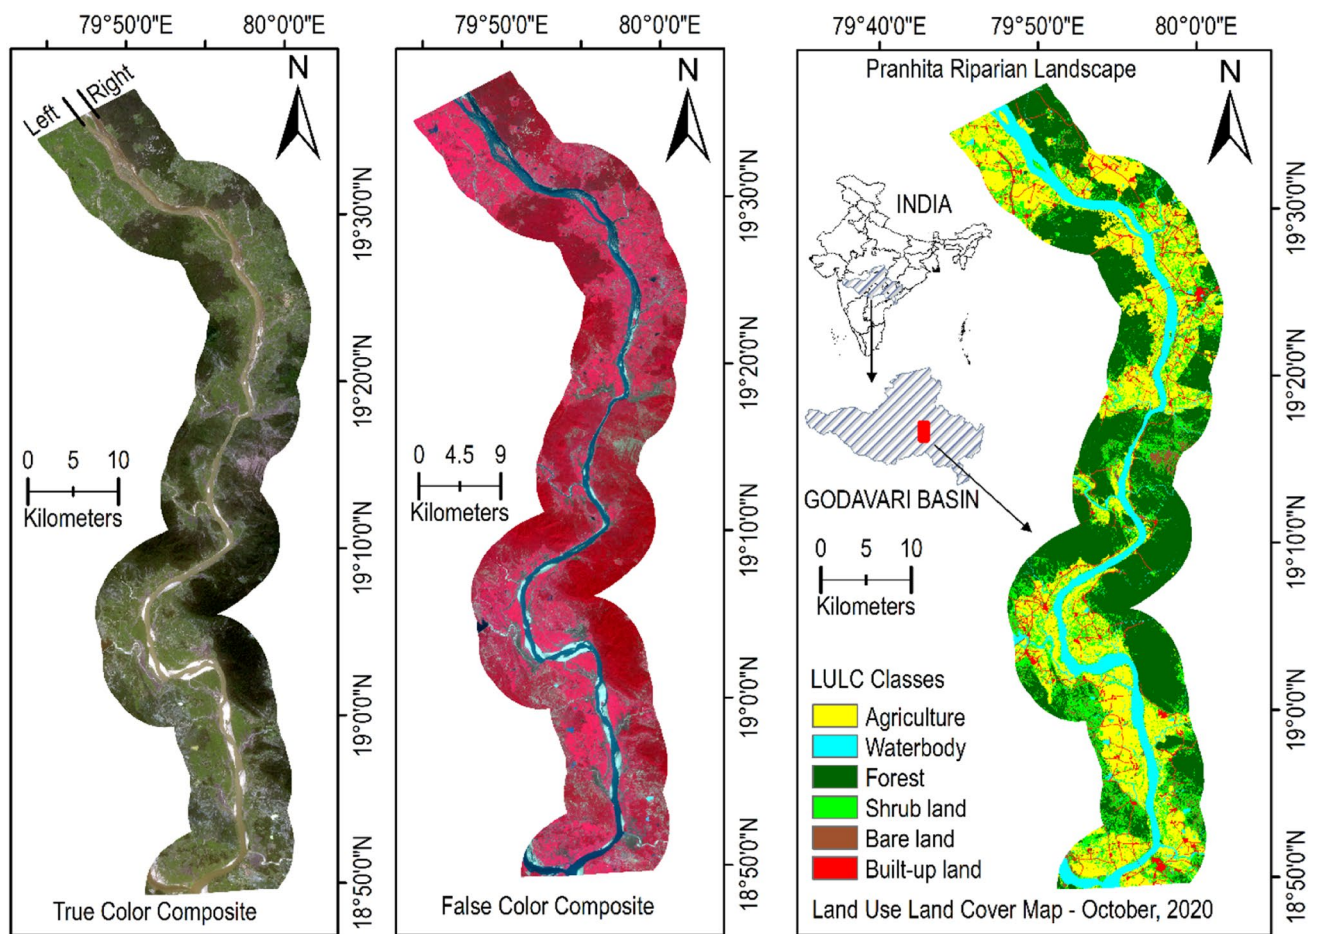 79°50'0"E
80°0'0"E
N
Left
Right
19°30'0"N
19°20'0"N
19°10'0"N
19°0'0"N
18°50'0"N
0 5 10
Kilometers
True Color Composite
79°50'0"E
80°0'0"E
N
19°30'0"N
19°20'0"N
19°10'0"N
19°0'0"N
18°50'0"N
0 4.5 9
Kilometers
False Color Composite
79°40'0"E
79°50'0"E
80°0'0"E
Pranhita Riparian Landscape
N
INDIA
GODAVARI BASIN
0 5 10
Kilometers
19°30'0"N
19°20'0"N
19°10'0"N
19°0'0"N
18°50'0"N
LULC Classes
Agriculture
Waterbody
Forest
Shrub land
Bare land
Built-up land
Land Use Land Cover Map - October, 2020